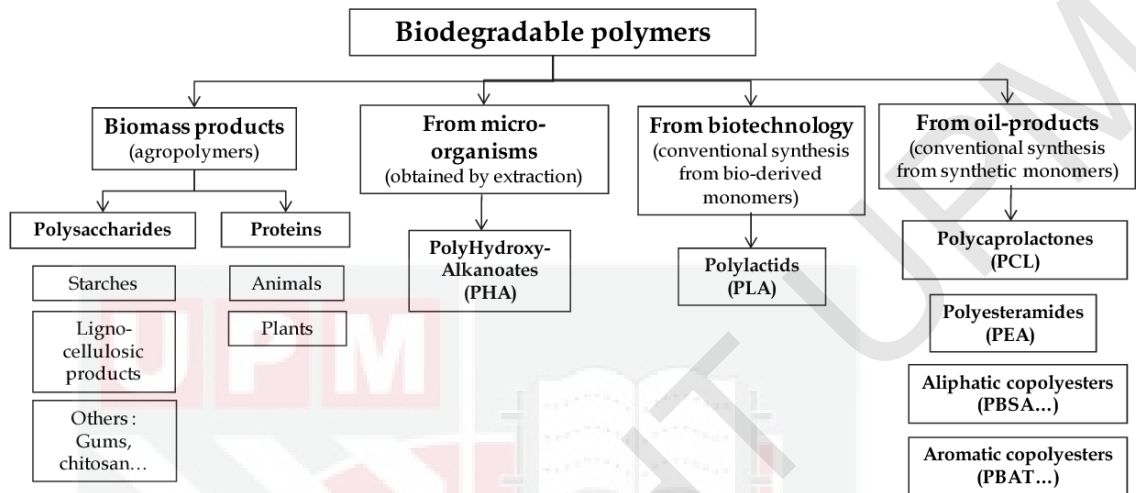 Biodegradable polymers
Biomass products
(agropolymers)
From micro-
organisms
(obtained by extraction)
From biotechnology
(conventional synthesis
from bio-derived
monomers)
From oil-products
(conventional synthesis
from synthetic monomers)
Polysaccharides
Proteins
PolyHydroxy-
Alkanoates
(PHA)
Polylactids
(PLA)
Polycaprolactones
(PCL)
Starches
Animals
Ligno-
cellulosic
products
Plants
Polyesteramides
(PEA)
Others :
Gums,
chitosan…
Aliphatic copolyesters
(PBSA…)
Aromatic copolyesters
(PBAT…)
UPM
UPM